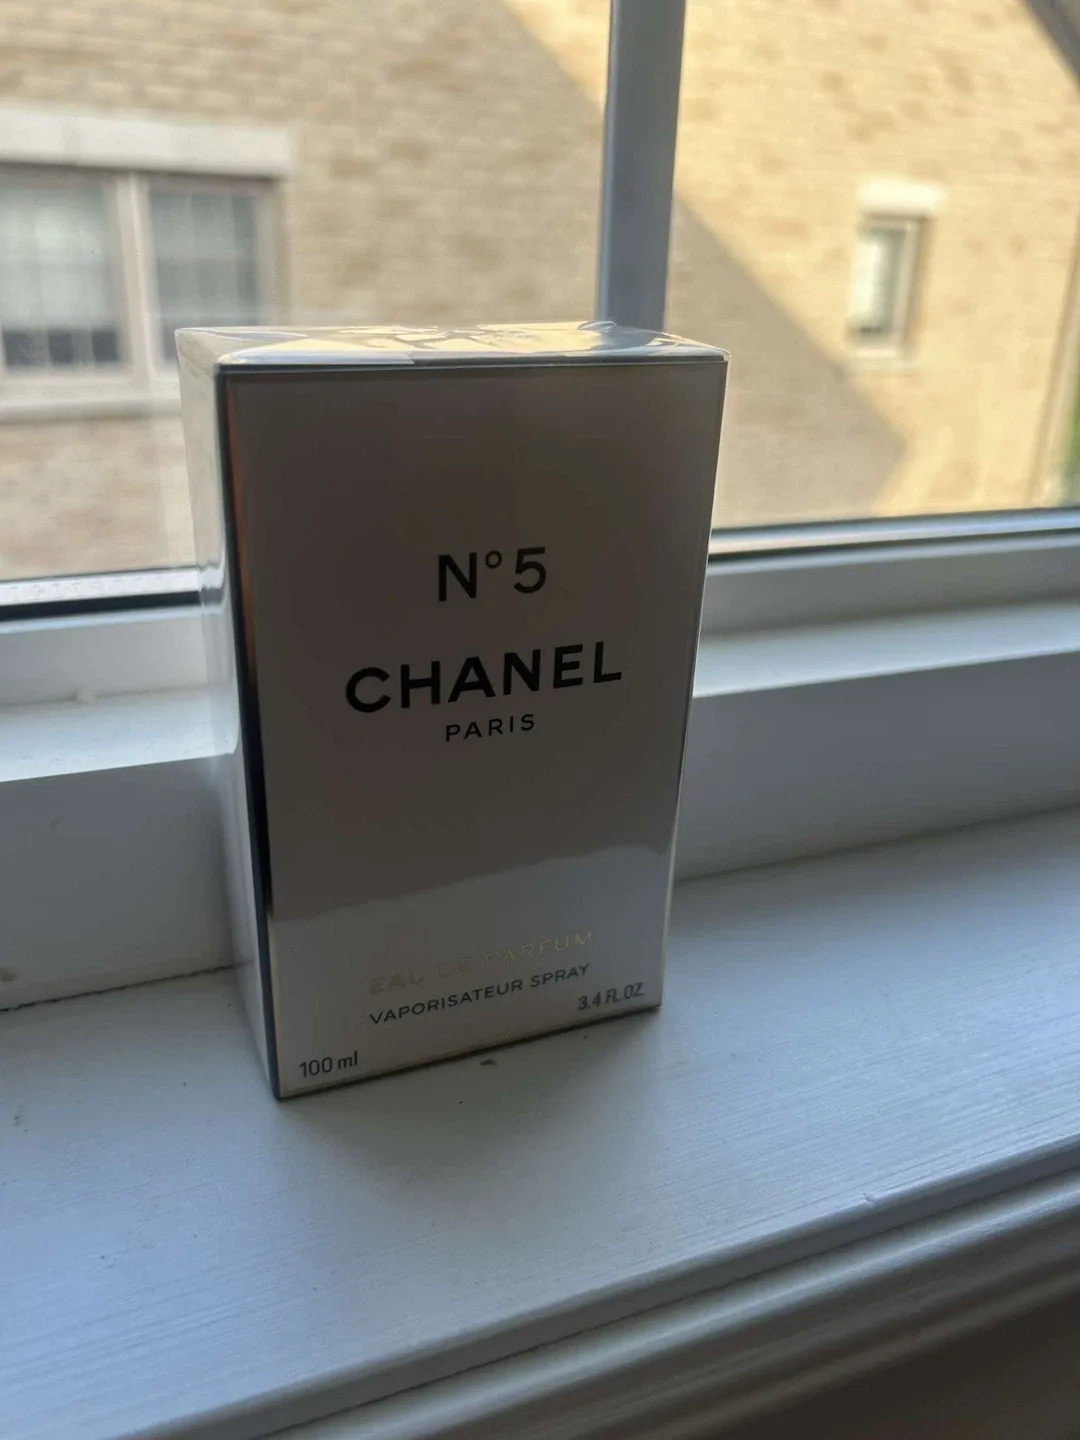 N°5
CHANEL
PARIS
EAU DE PARFUM
VAPORISATEUR SPRAY
100 ml
3.4 FL. OZ.